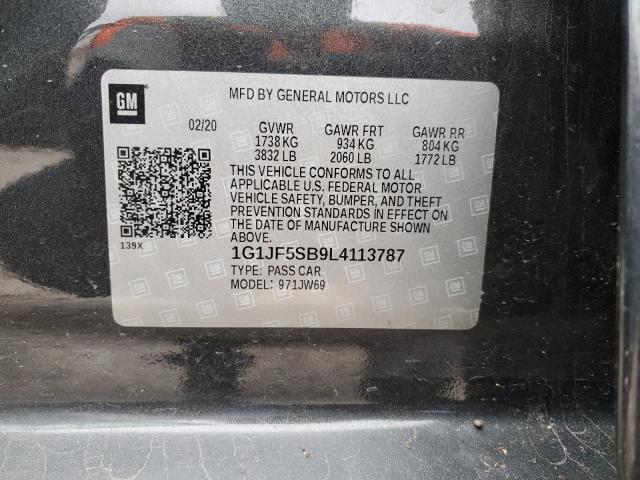 GM
MFD BY GENERAL MOTORS LLC
02/20 GVWR GAWR FRT GAWR RR
1738 KG 934 KG 804 KG
3832 LB 2060 LB 1772 LB
THIS VEHICLE CONFORMS TO ALL
APPLICABLE U.S. FEDERAL MOTOR
VEHICLE SAFETY, BUMPER, AND THEFT
PREVENTION STANDARDS IN EFFECT ON
THE DATE OF MANUFACTURE SHOWN
ABOVE.
139X
1G1JF5SB9L4113787
TYPE: PASS CAR
MODEL: 971JW69